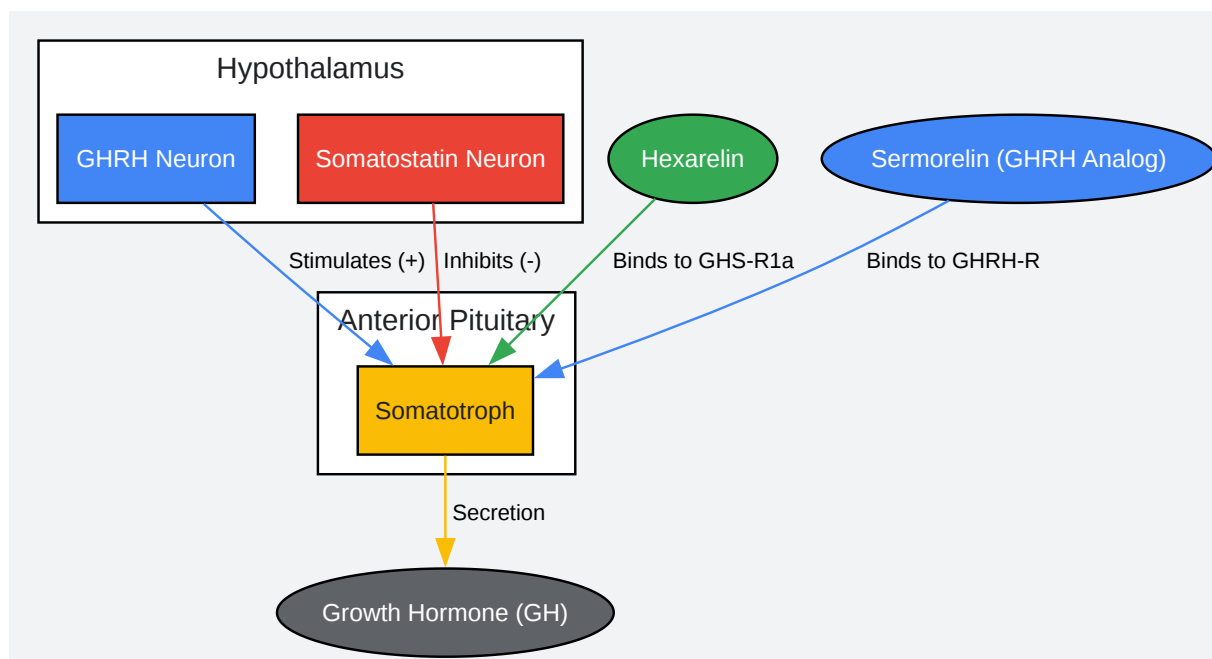 Hypothalamus
GHRH Neuron
Somatostatin Neuron
Hexarelin
Sermorelin (GHRH Analog)
Stimulates (+)
Inhibits (-)
Binds to GHS-R1a
Binds to GHRH-R
Anterior Pituitary
Somatotroph
Secretion
Growth Hormone (GH)